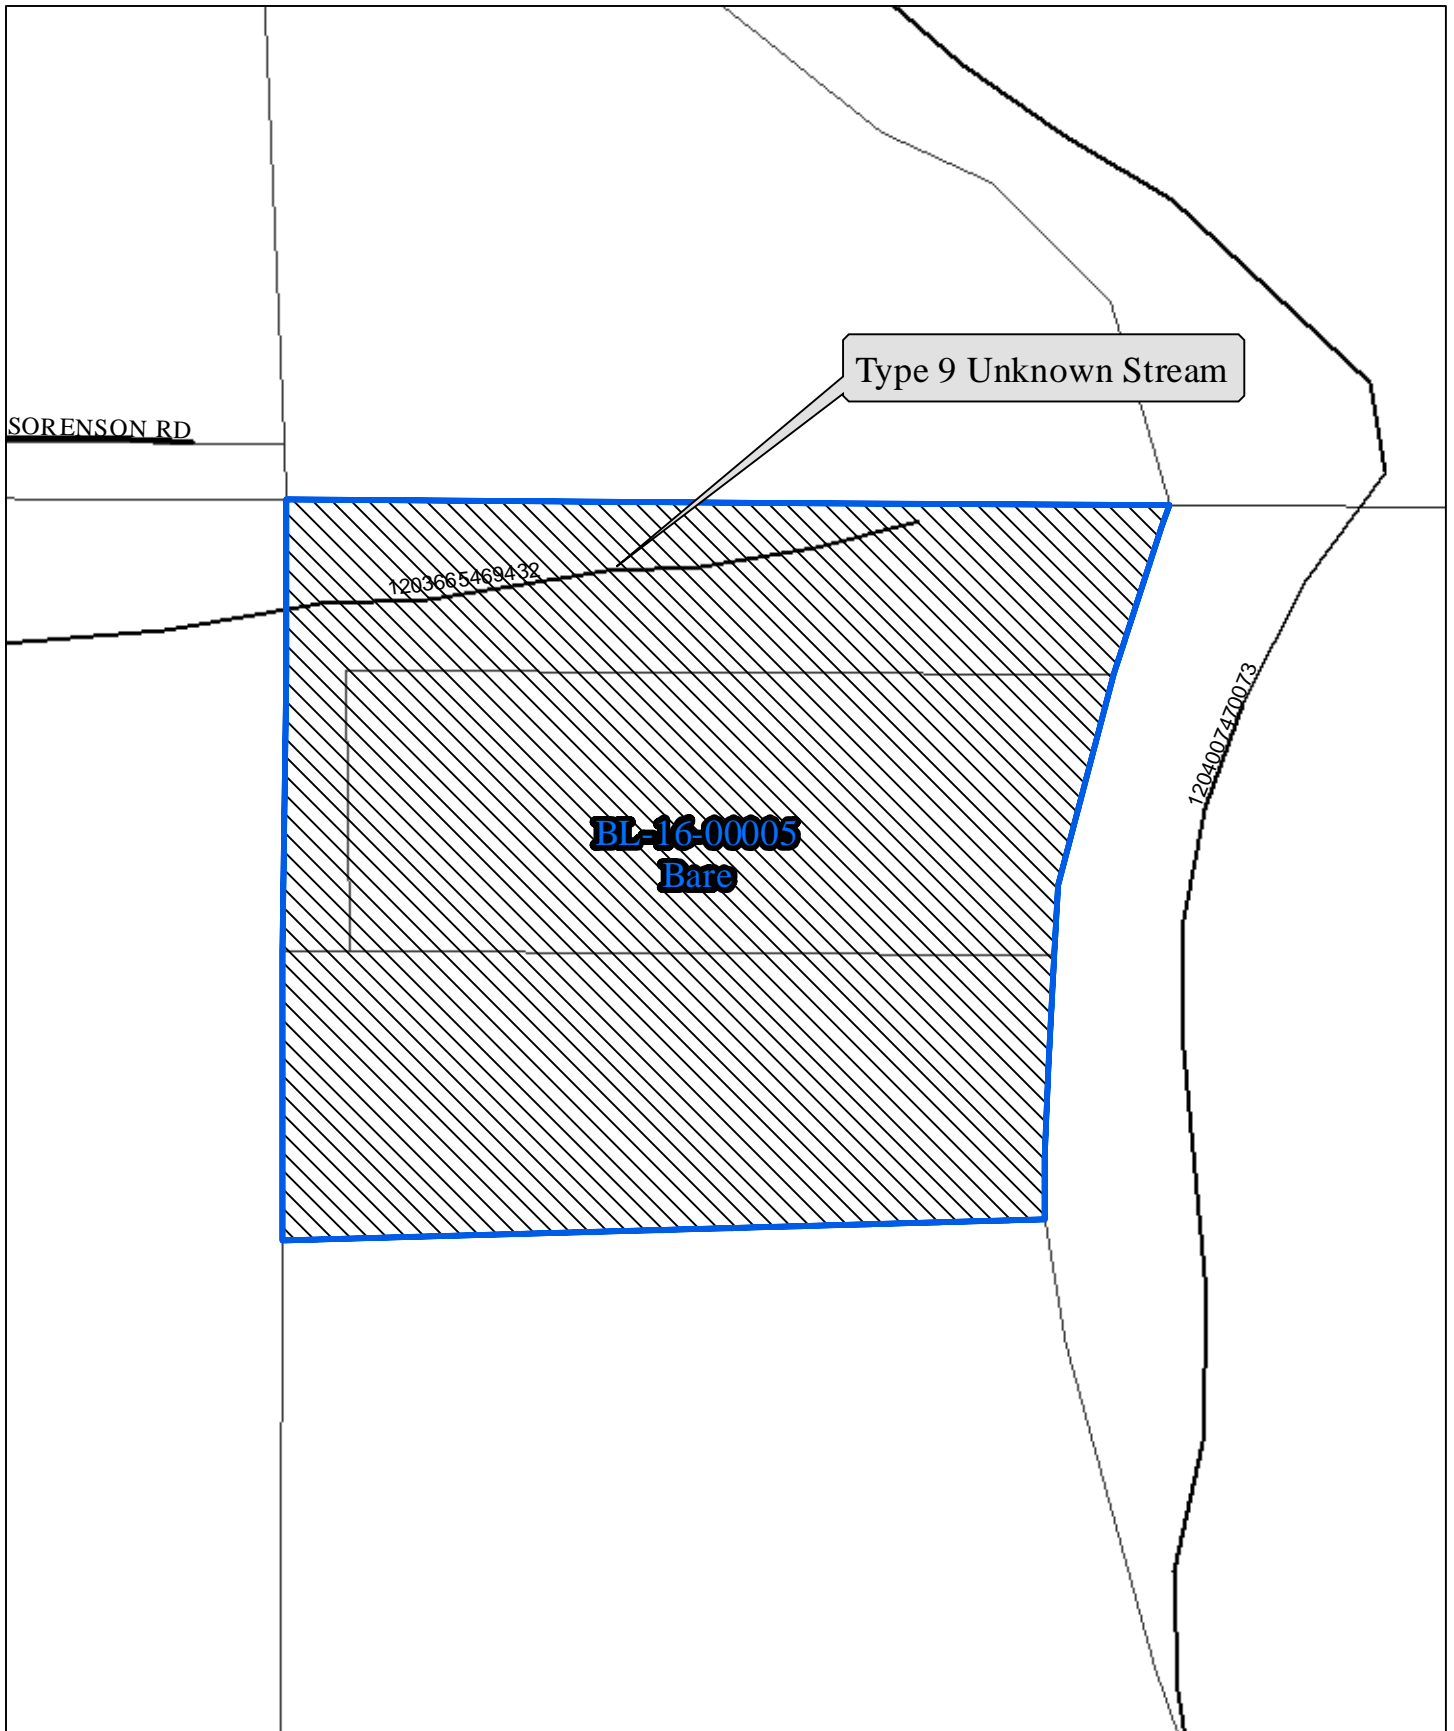 Type 9 Unknown Stream
SORENSON RD
1203665469432
1204007470073
BL-16-00005
Bare